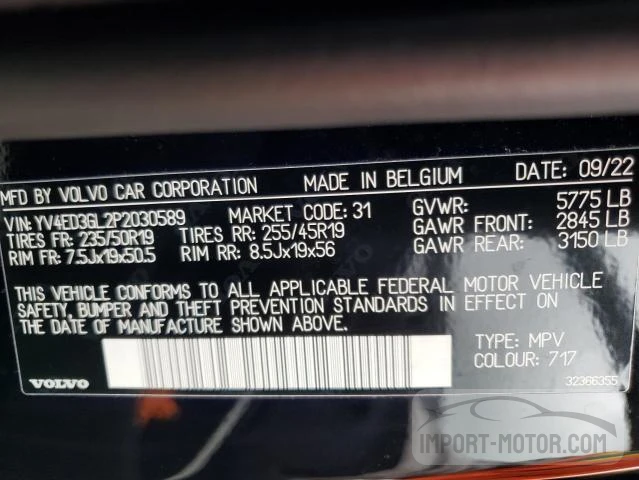 MFD BY VOLVO CAR CORPORATION MADE IN BELGIUM DATE: 09/22
VIN: YV4ED3GL2P2030589 MARKET CODE: 31 GVWR: 5775 LB
TIRES FR: 235/50R19 TIRES RR: 255/45R19 GAWR FRONT: 2845 LB
RIM FR: 7.5Jx19x50.5 RIM RR: 8.5Jx19x56 GAWR REAR: 3150 LB
THIS VEHICLE CONFORMS TO ALL APPLICABLE FEDERAL MOTOR VEHICLE
SAFETY, BUMPER AND THEFT PREVENTION STANDARDS IN EFFECT ON
THE DATE OF MANUFACTURE SHOWN ABOVE.
TYPE: MPV
COLOUR: 717
VOLVO
32366355
IMPORT-MOTOR.COM